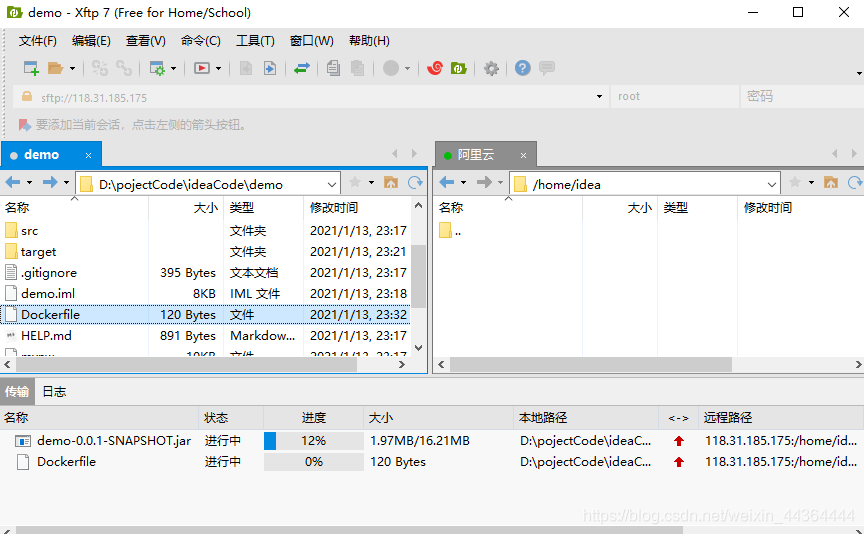 demo - Xftp 7 (Free for Home/School)
文件(F) 编辑(E) 查看(V) 命令(C) 工具(T) 窗口(W) 帮助(H)
sftp://118.31.185.175 root 密码
要添加当前会话，点击左侧的箭头按钮。
demo × 阿里云 ×
D:\pojectCode\ideaCode\demo /home/idea
名称 大小 类型 修改时间 名称 大小 类型 修改时间
src 文件夹 2021/1/13, 23:17 ..
target 文件夹 2021/1/13, 23:21
.gitignore 395 Bytes 文本文档 2021/1/13, 23:17
demo.iml 8KB IML 文件 2021/1/13, 23:18
Dockerfile 120 Bytes 文件 2021/1/13, 23:32
HELP.md 891 Bytes Markdow... 2021/1/13, 23:17
传输 日志
名称 状态 进度 大小 本地路径 <-> 远程路径
demo-0.0.1-SNAPSHOT.jar 进行中 12% 1.97MB/16.21MB D:\pojectCode\ideaC... 118.31.185.175:/home/id...
Dockerfile 进行中 0% 120 Bytes D:\pojectCode\ideaC... 118.31.185.175:/home/id...
https://blog.csdn.net/weixin_44364444